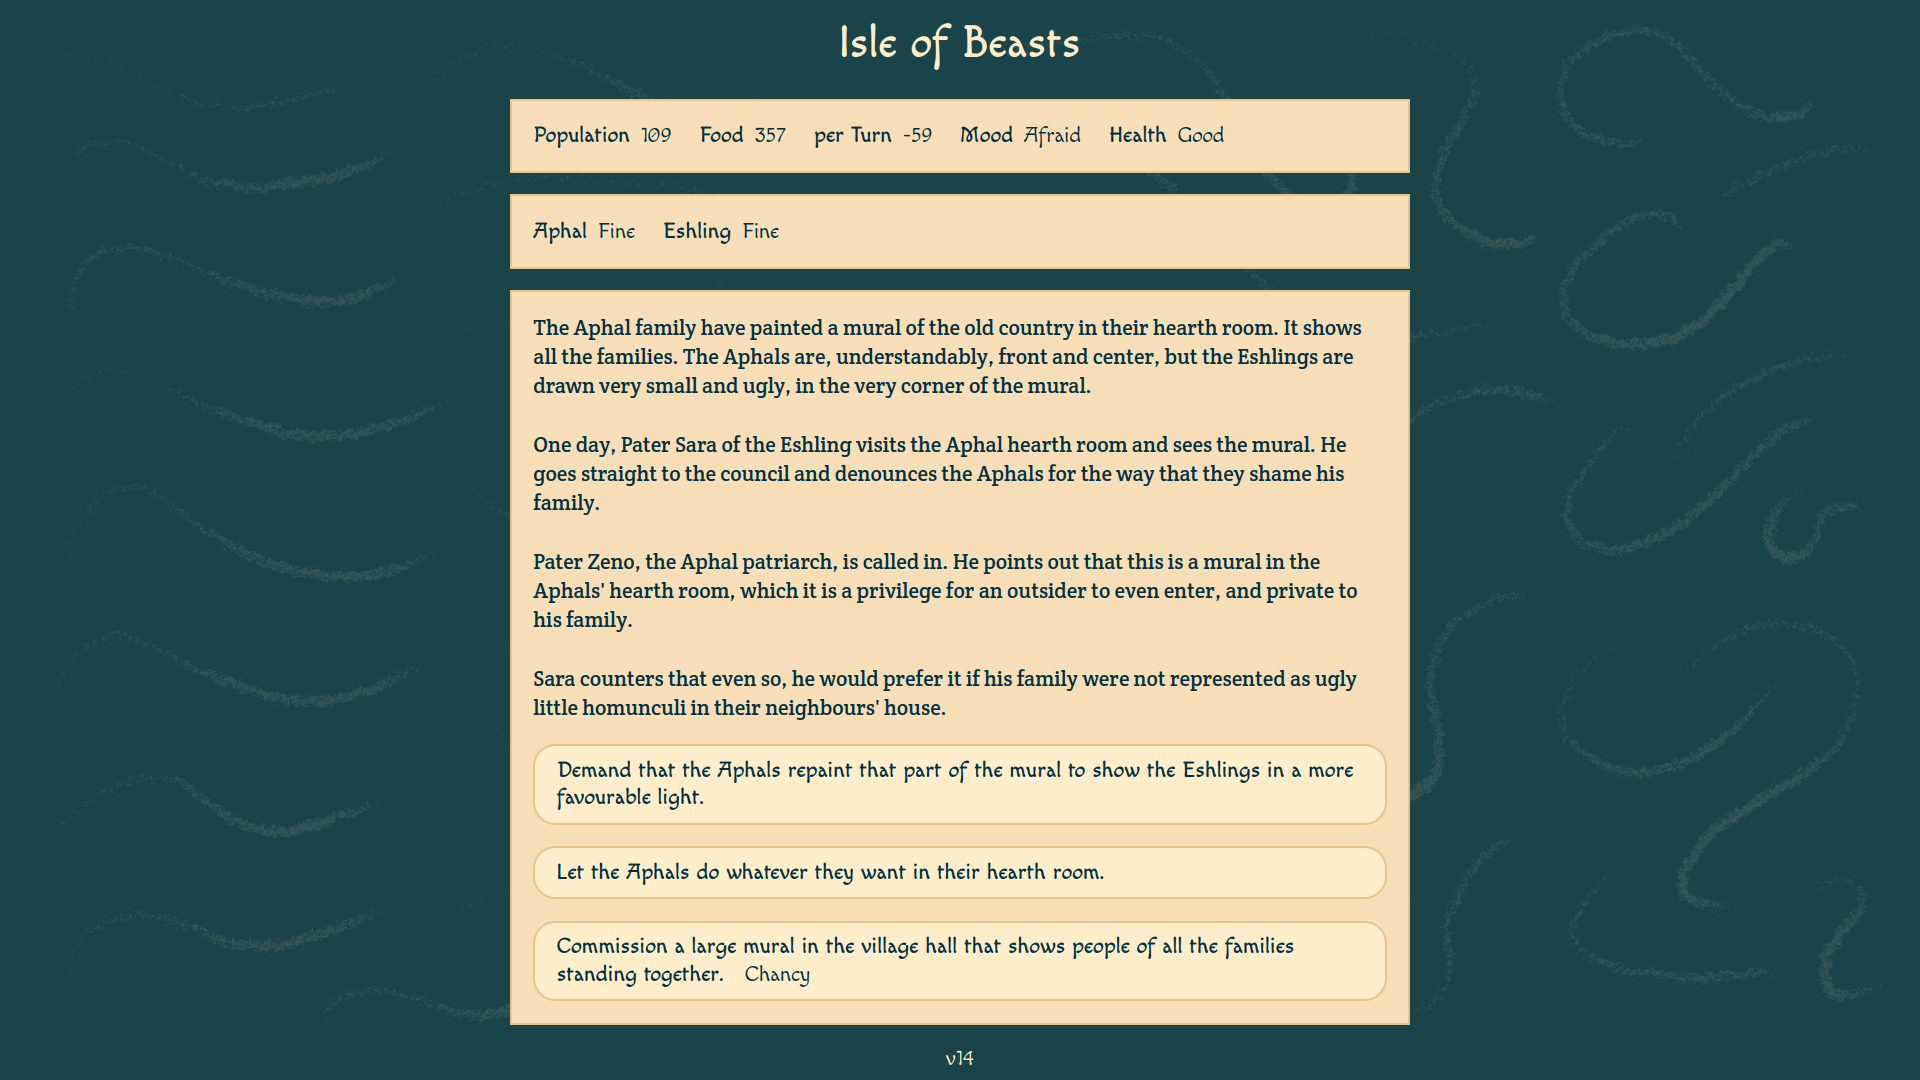 Isle of Beasts
Population 109 Food 357 per Turn -59 Mood Afraid Health Good
Aphal Fine Eshling Fine
The Aphal family have painted a mural of the old country in their hearth room. It shows
all the families. The Aphals are, understandably, front and center, but the Eshlings are
drawn very small and ugly, in the very corner of the mural.
One day, Pater Sara of the Eshling visits the Aphal hearth room and sees the mural. He
goes straight to the council and denounces the Aphals for the way that they shame his
family.
Pater Zeno, the Aphal patriarch, is called in. He points out that this is a mural in the
Aphals' hearth room, which it is a privilege for an outsider to even enter, and private to
his family.
Sara counters that even so, he would prefer it if his family were not represented as ugly
little homunculi in their neighbours' house.
Demand that the Aphals repaint that part of the mural to show the Eshlings in a more
favourable light.
Let the Aphals do whatever they want in their hearth room.
Commission a large mural in the village hall that shows people of all the families
standing together. Chancy
v14